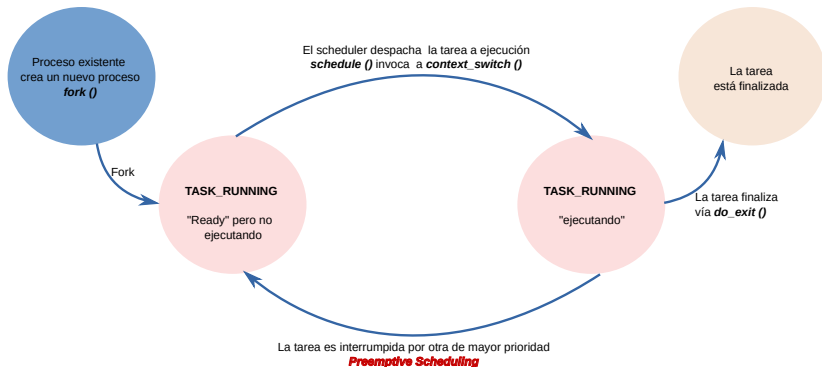 Proceso existente
crea un nuevo proceso
fork ()
Fork
El scheduler despacha la tarea a ejecución
schedule () invoca a context_switch ()
TASK_RUNNING
"Ready" pero no
ejecutando
TASK_RUNNING
"ejecutando"
La tarea
está finalizada
La tarea finaliza
vía do_exit ()
La tarea es interrumpida por otra de mayor prioridad
Preemptive Scheduling